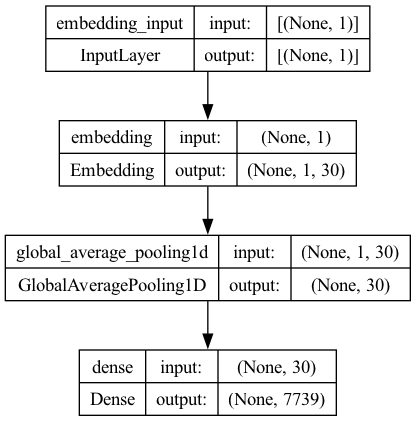 embedding_input input: [(None, 1)]
InputLayer output: [(None, 1)]
embedding input: (None, 1)
Embedding output: (None, 1, 30)
global_average_pooling1d input: (None, 1, 30)
GlobalAveragePooling1D output: (None, 30)
dense input: (None, 30)
Dense output: (None, 7739)